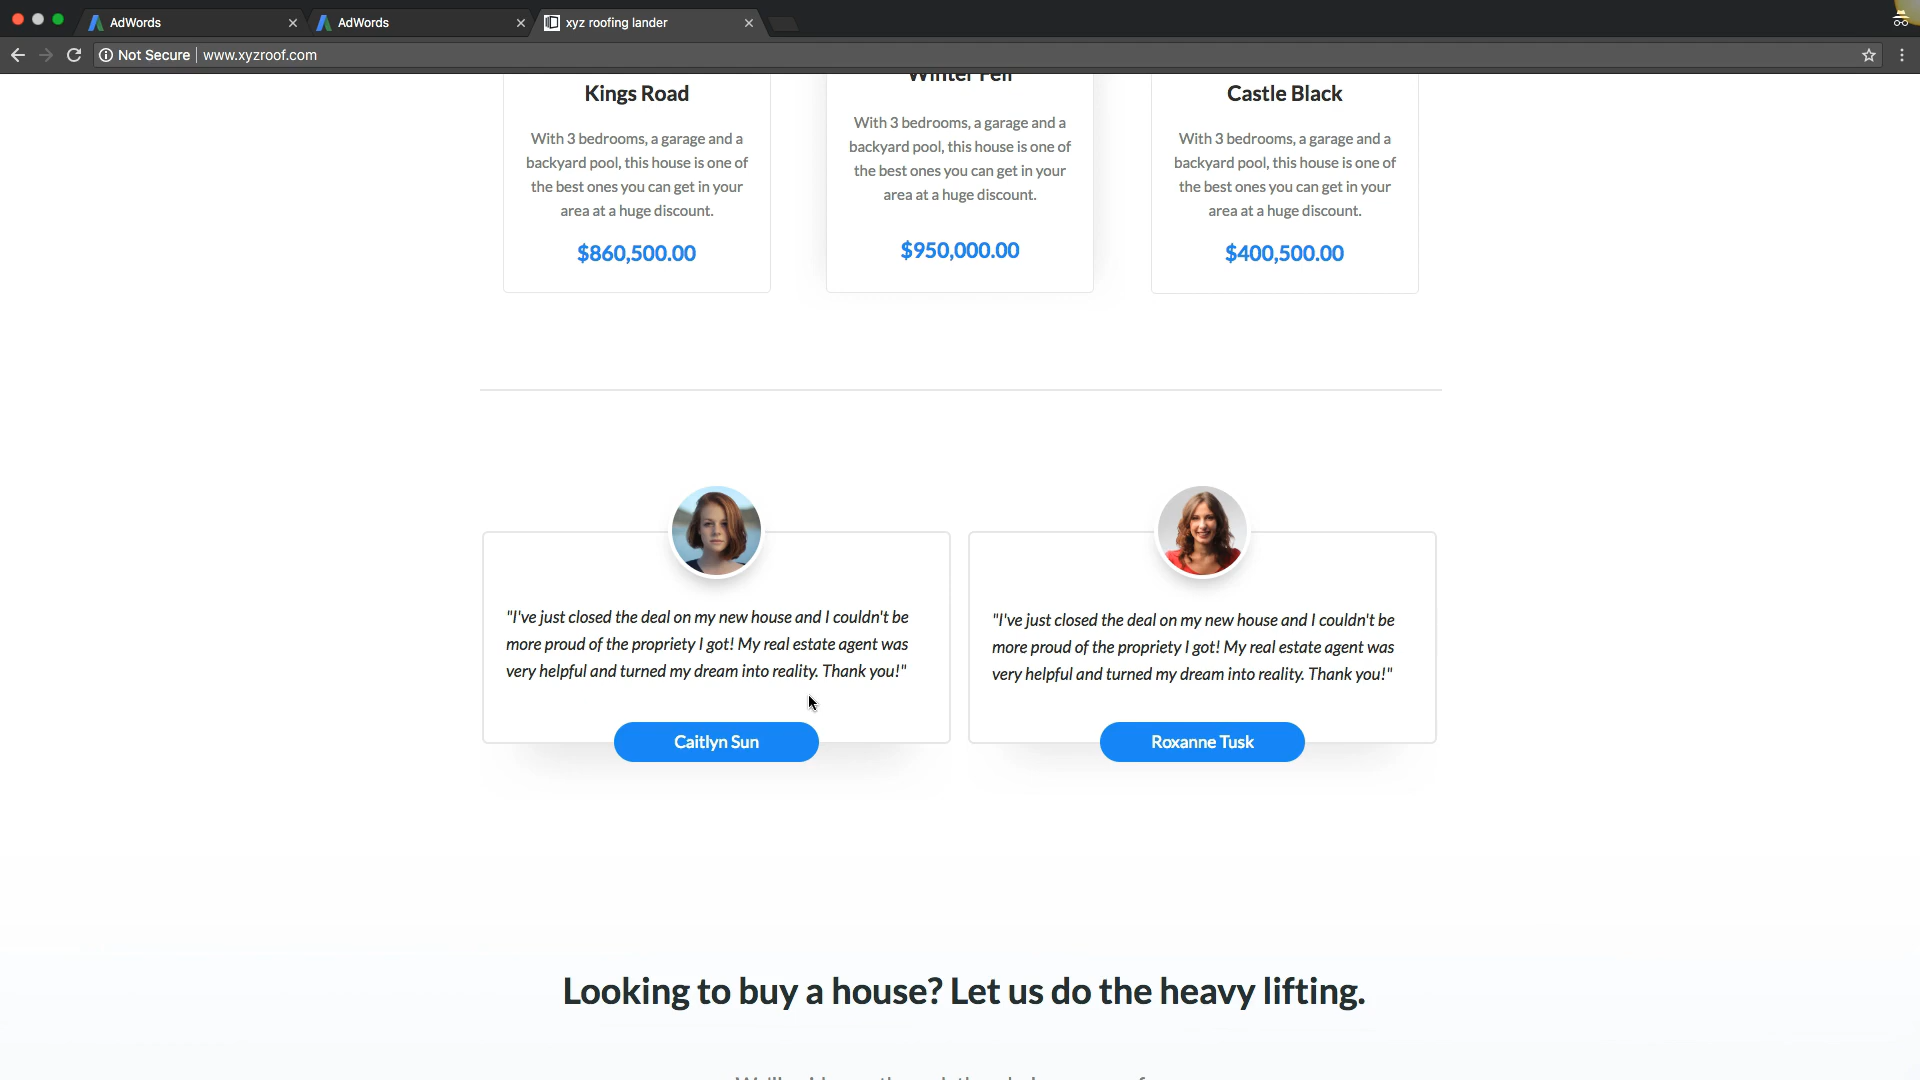 AdWords
AdWords
xyz roofing lander
Not Secure
www.xyzroof.com
Winter Fell
Kings Road
Castle Black
With 3 bedrooms, a garage and a
backyard pool, this house is one of
the best ones you can get in your
area at a huge discount.
$860,500.00
With 3 bedrooms, a garage and a
backyard pool, this house is one of
the best ones you can get in your
area at a huge discount.
$950,000.00
With 3 bedrooms, a garage and a
backyard pool, this house is one of
the best ones you can get in your
area at a huge discount.
$400,500.00
"I've just closed the deal on my new house and I couldn't be
more proud of the propriety I got! My real estate agent was
very helpful and turned my dream into reality. Thank you!"
Caitlyn Sun
"I've just closed the deal on my new house and I couldn't be
more proud of the propriety I got! My real estate agent was
very helpful and turned my dream into reality. Thank you!"
Roxanne Tusk
Looking to buy a house? Let us do the heavy lifting.